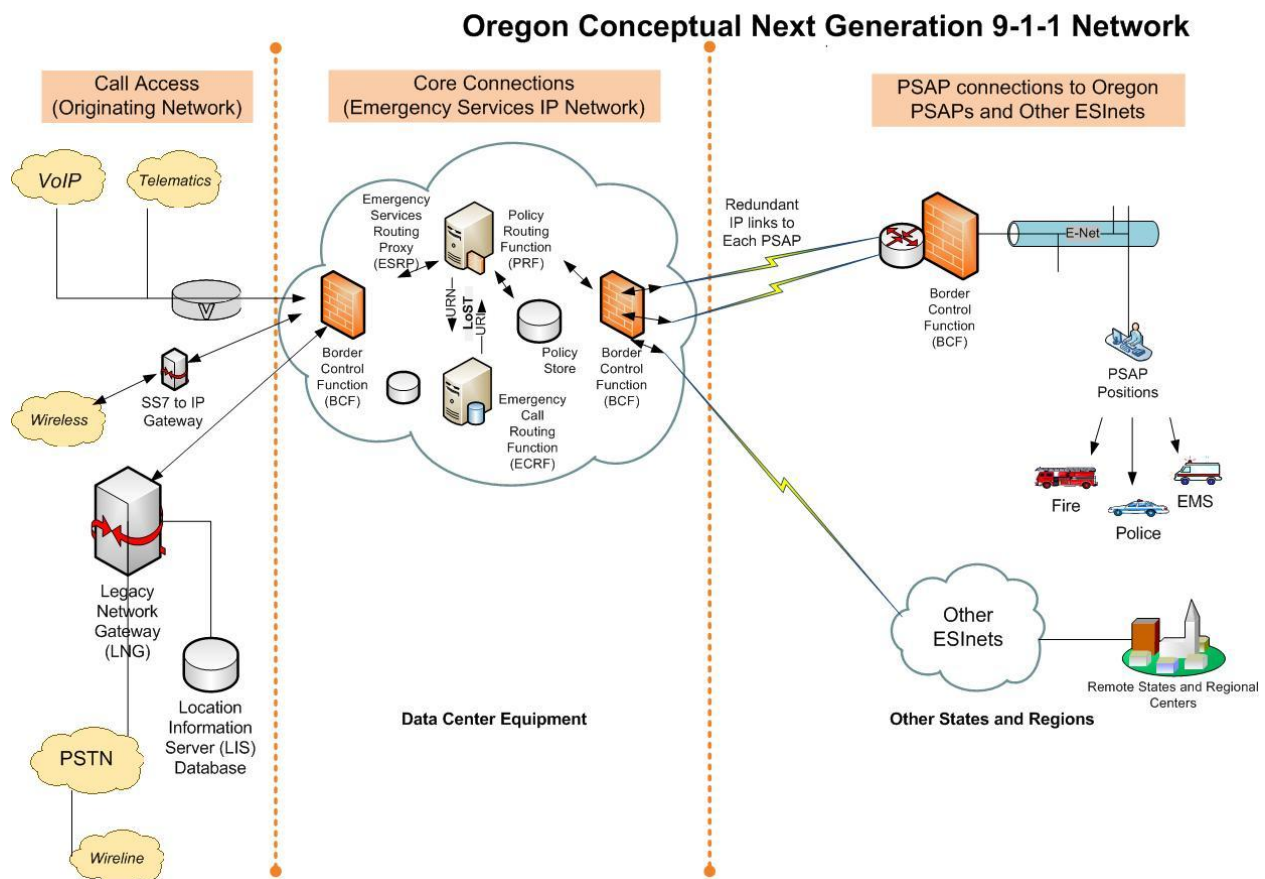 Oregon Conceptual Next Generation 9-1-1 Network
Call Access
(Originating Network)
Core Connections
(Emergency Services IP Network)
PSAP connections to Oregon
PSAPs and Other ESInets
VoIP
Telematics
V
SS7 to IP
Gateway
Wireless
Legacy
Network
Gateway
(LNG)
Location
Information
Server (LIS)
Database
PSTN
Wireline
Emergency
Services
Routing
Proxy
(ESRP)
Policy
Routing
Function
(PRF)
URN
LoST
URI
Policy
Store
Border
Control
Function
(BCF)
Emergency
Call
Routing
Function
(ECRF)
Border
Control
Function
(BCF)
Data Center Equipment
Redundant
IP links to
Each PSAP
Border
Control
Function
(BCF)
E-Net
PSAP
Positions
Fire
Police
EMS
Other
ESInets
Remote States and Regional
Centers
Other States and Regions